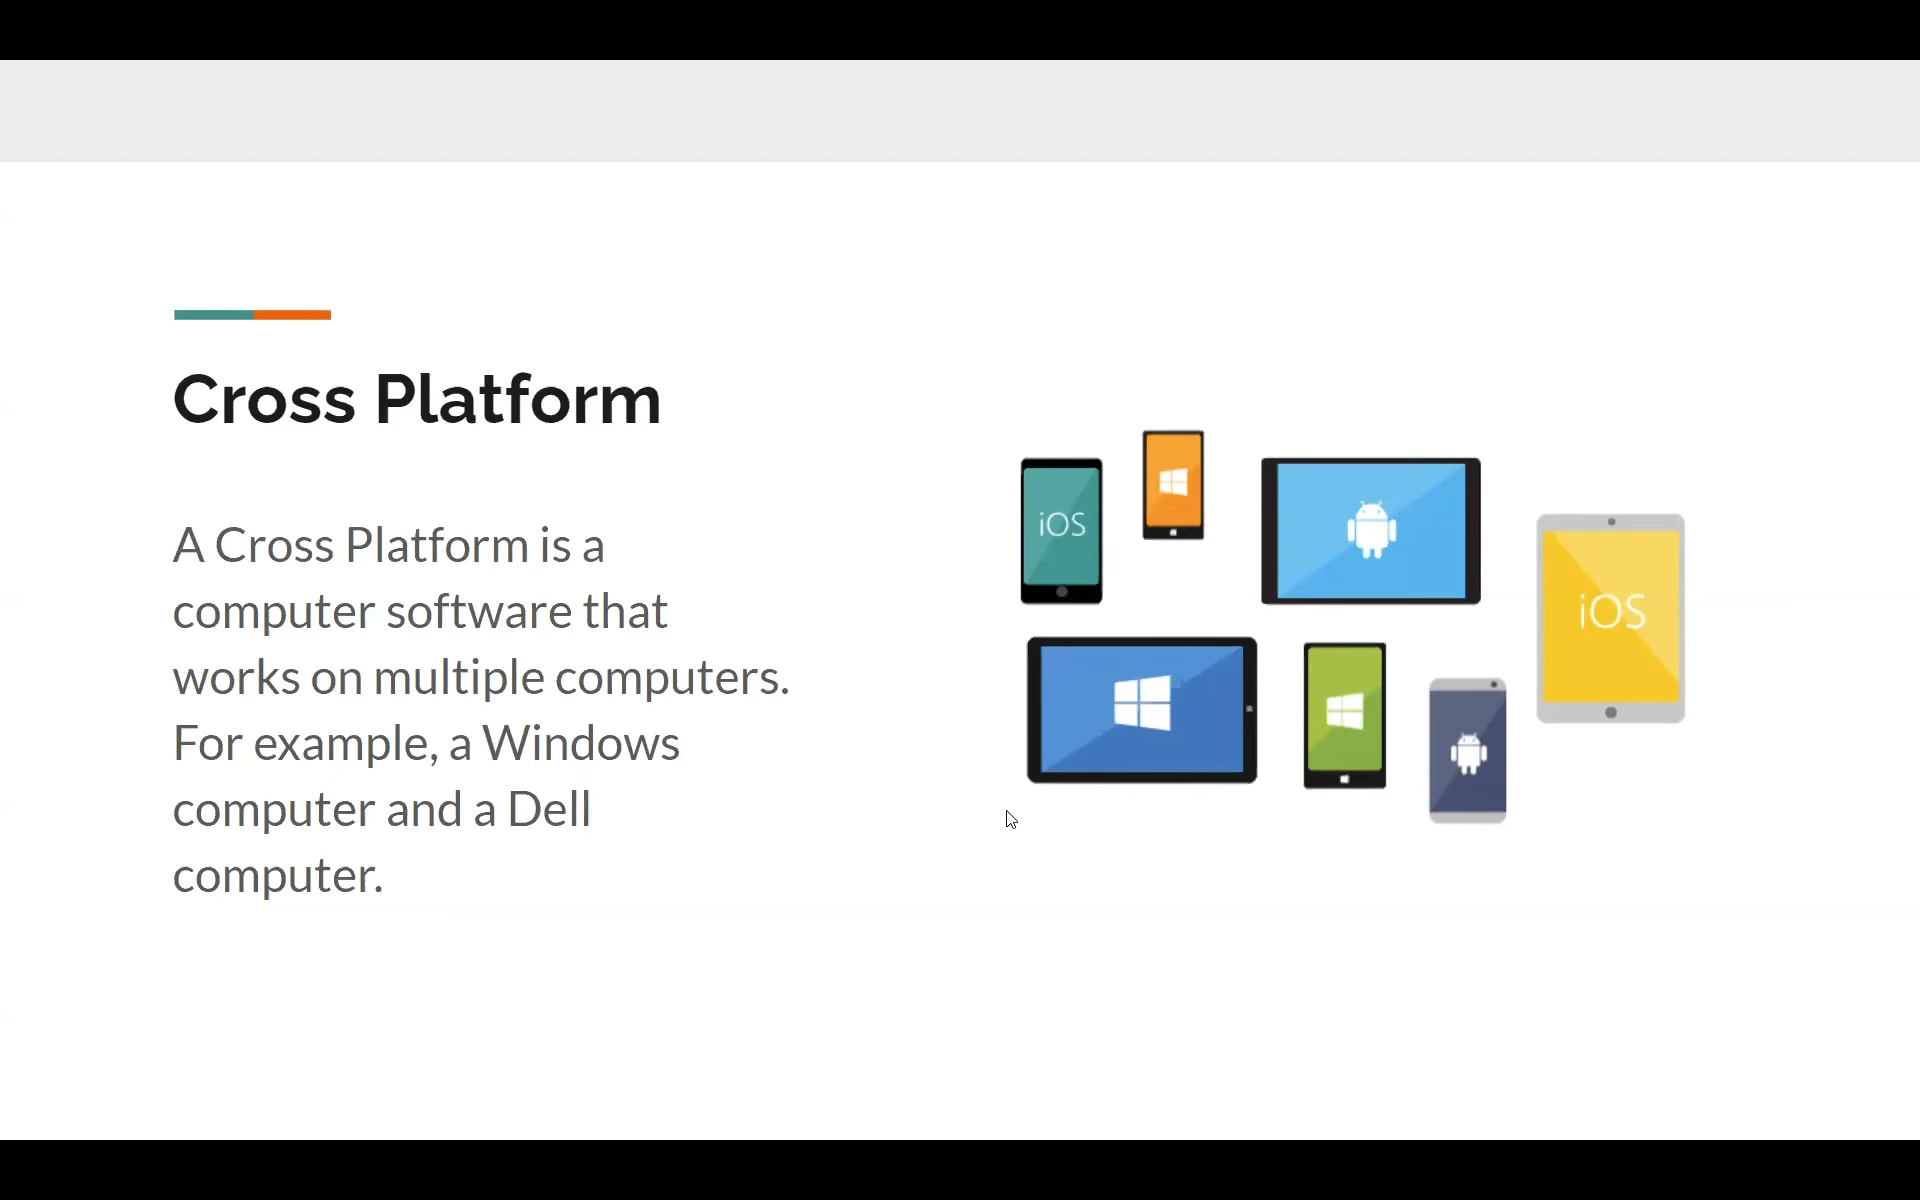 Cross Platform
A Cross Platform is a
computer software that
works on multiple computers.
For example, a Windows
computer and a Dell
computer.
iOS
iOS